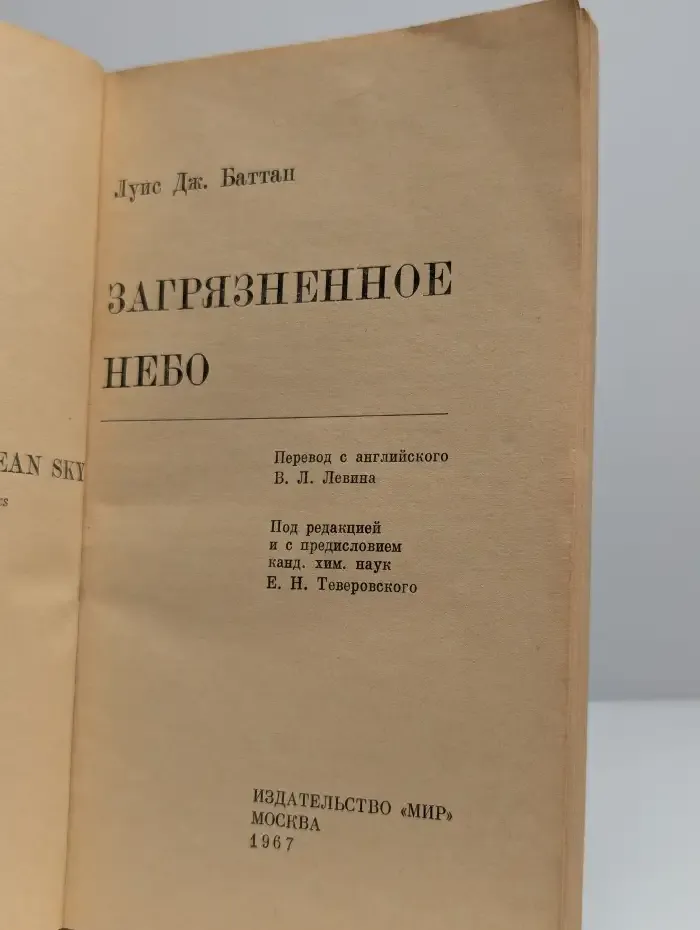 EAN SKY
Луис Дж. Баттан
ЗАГРЯЗНЕННОЕ
НЕБО
Перевод с английского
В. Л. Левина
Под редакцией
и с предисловием
канд. хим. наук
Е. Н. Теверовского
ИЗДАТЕЛЬСТВО «МИР»
МОСКВА
1967